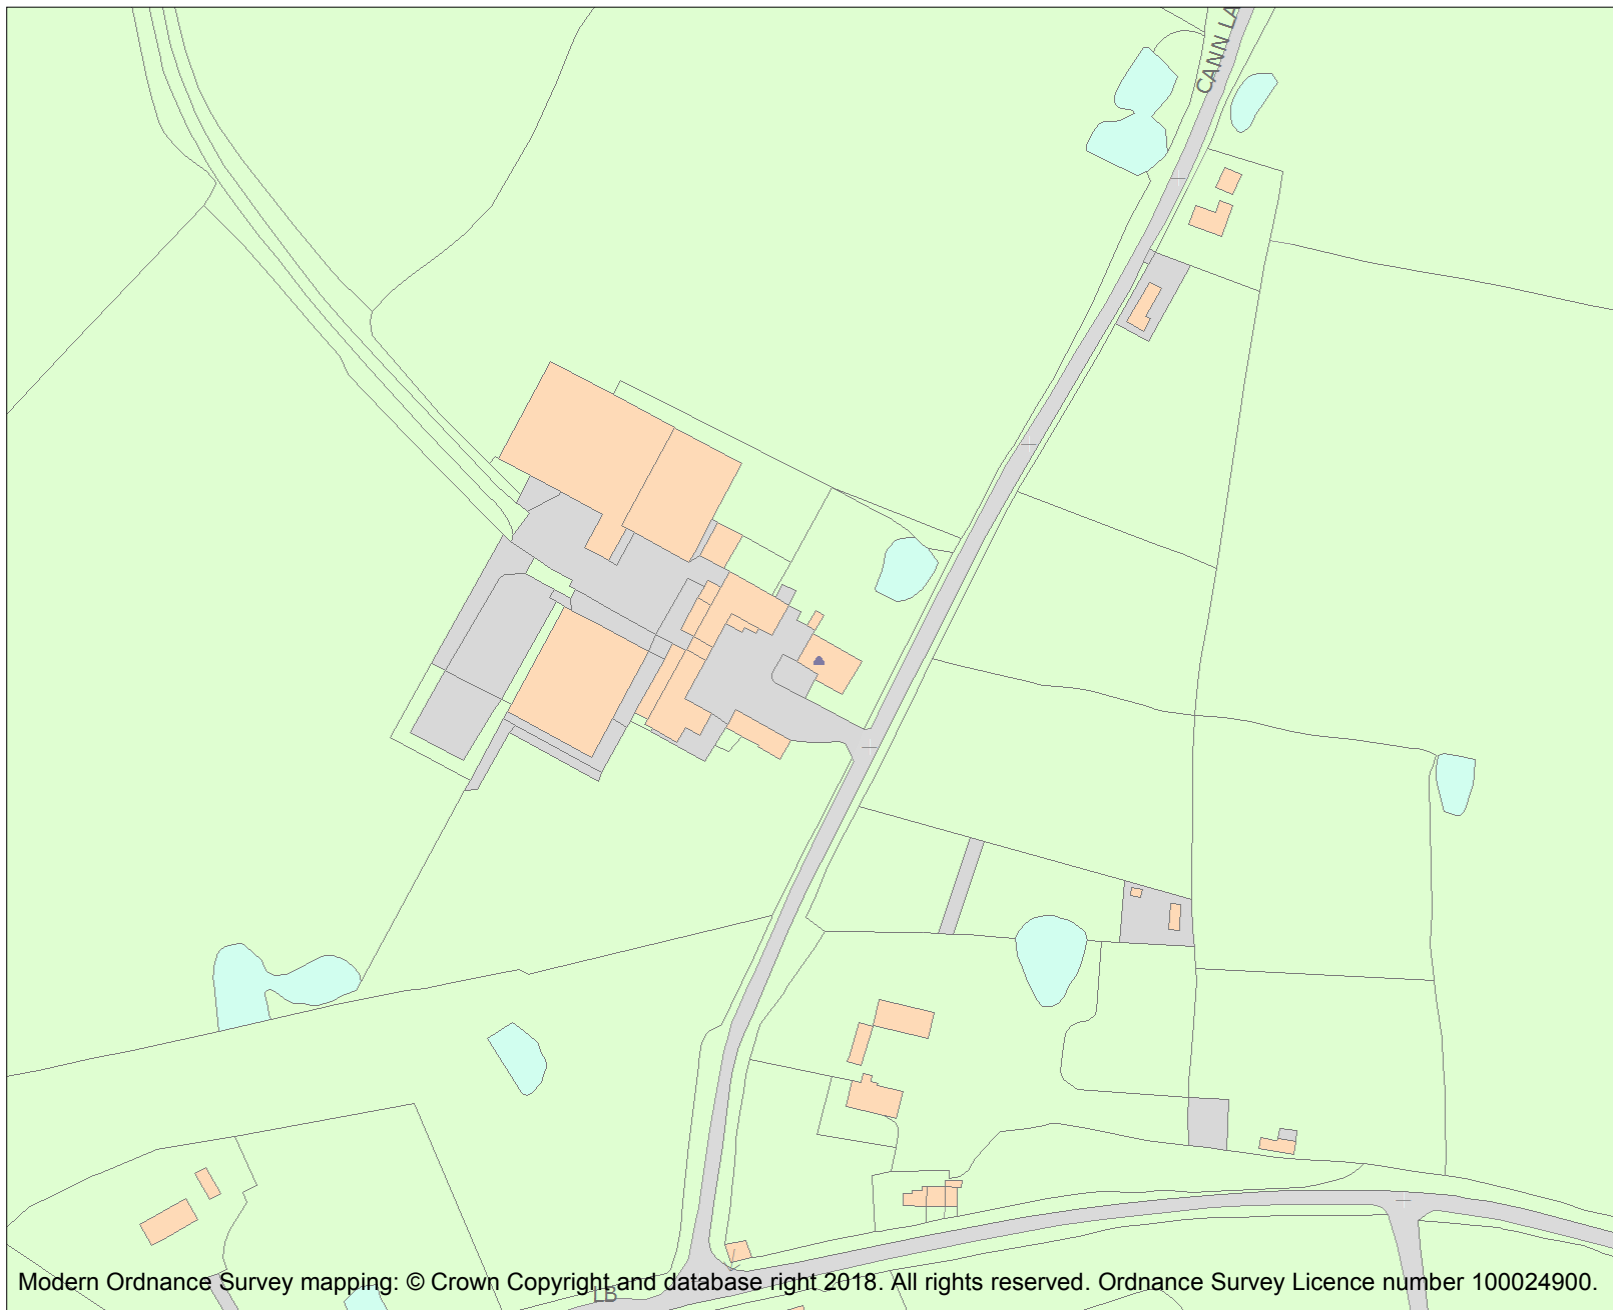 CANN LA
LB
Modern Ordnance Survey mapping: © Crown Copyright and database right 2018. All rights reserved. Ordnance Survey Licence number 100024900.